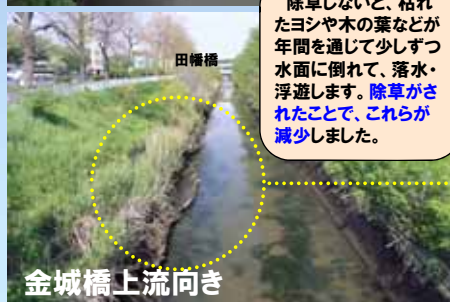 除草しないと、枯れ
たヨシや木の葉などが
年間を通じて少しずつ
水面に倒れて、落水・
浮遊します。除草がさ
れたことで、これらが
減少しました。
田幡橋
金城橋上流向き